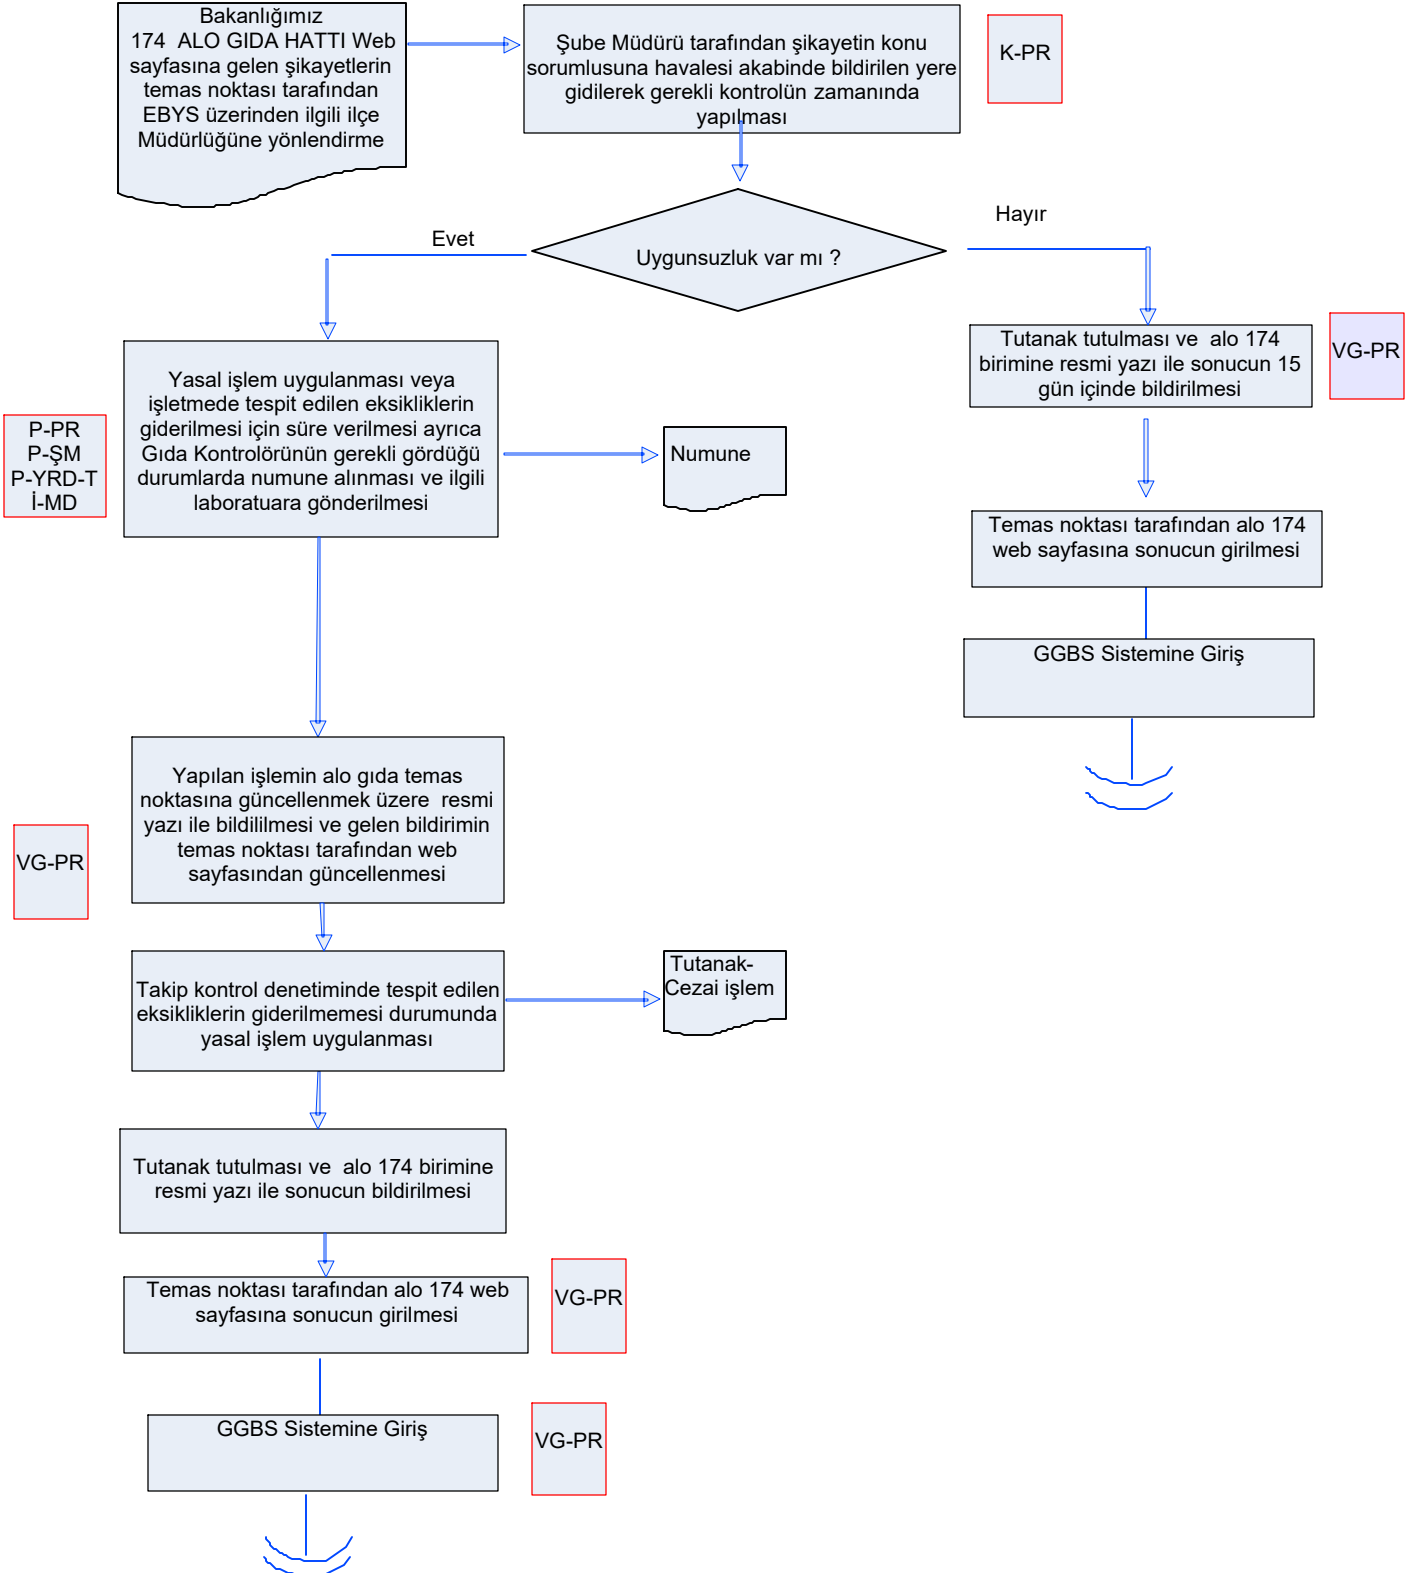 Bakanlığımız
174 ALO GIDA HATTI Web
sayfasına gelen şikayetlerin
temas noktası tarafından
EBYS üzerinden ilgili ilçe
Müdürlüğüne yönlendirme
Şube Müdürü tarafından şikayetin konu
sorumlusuna havalesi akabinde bildirilen yere
gidilerek gerekli kontrolün zamanında
yapılması
K-PR
Uygunsuzluk var mı ?
Evet
Hayır
Tutanak tutulması ve alo 174
birimine resmi yazı ile sonucun 15
gün içinde bildirilmesi
VG-PR
Yasal işlem uygulanması veya
işletmede tespit edilen eksikliklerin
giderilmesi için süre verilmesi ayrıca
Gıda Kontrolörünün gerekli gördüğü
durumlarda numune alınması ve ilgili
laboratuara gönderilmesi
P-PR
P-ŞM
P-YRD-T
İ-MD
Numune
Temas noktası tarafından alo 174
web sayfasına sonucun girilmesi
GGBS Sistemine Giriş
Yapılan işlemin alo gıda temas
noktasına güncellenmek üzere resmi
yazı ile bildililmesi ve gelen bildirimin
temas noktası tarafından web
sayfasından güncellenmesi
VG-PR
Takip kontrol denetiminde tespit edilen
eksikliklerin giderilmemesi durumunda
yasal işlem uygulanması
Tutanak-
Cezai işlem
Tutanak tutulması ve alo 174 birimine
resmi yazı ile sonucun bildirilmesi
Temas noktası tarafından alo 174 web
sayfasına sonucun girilmesi
VG-PR
GGBS Sistemine Giriş
VG-PR